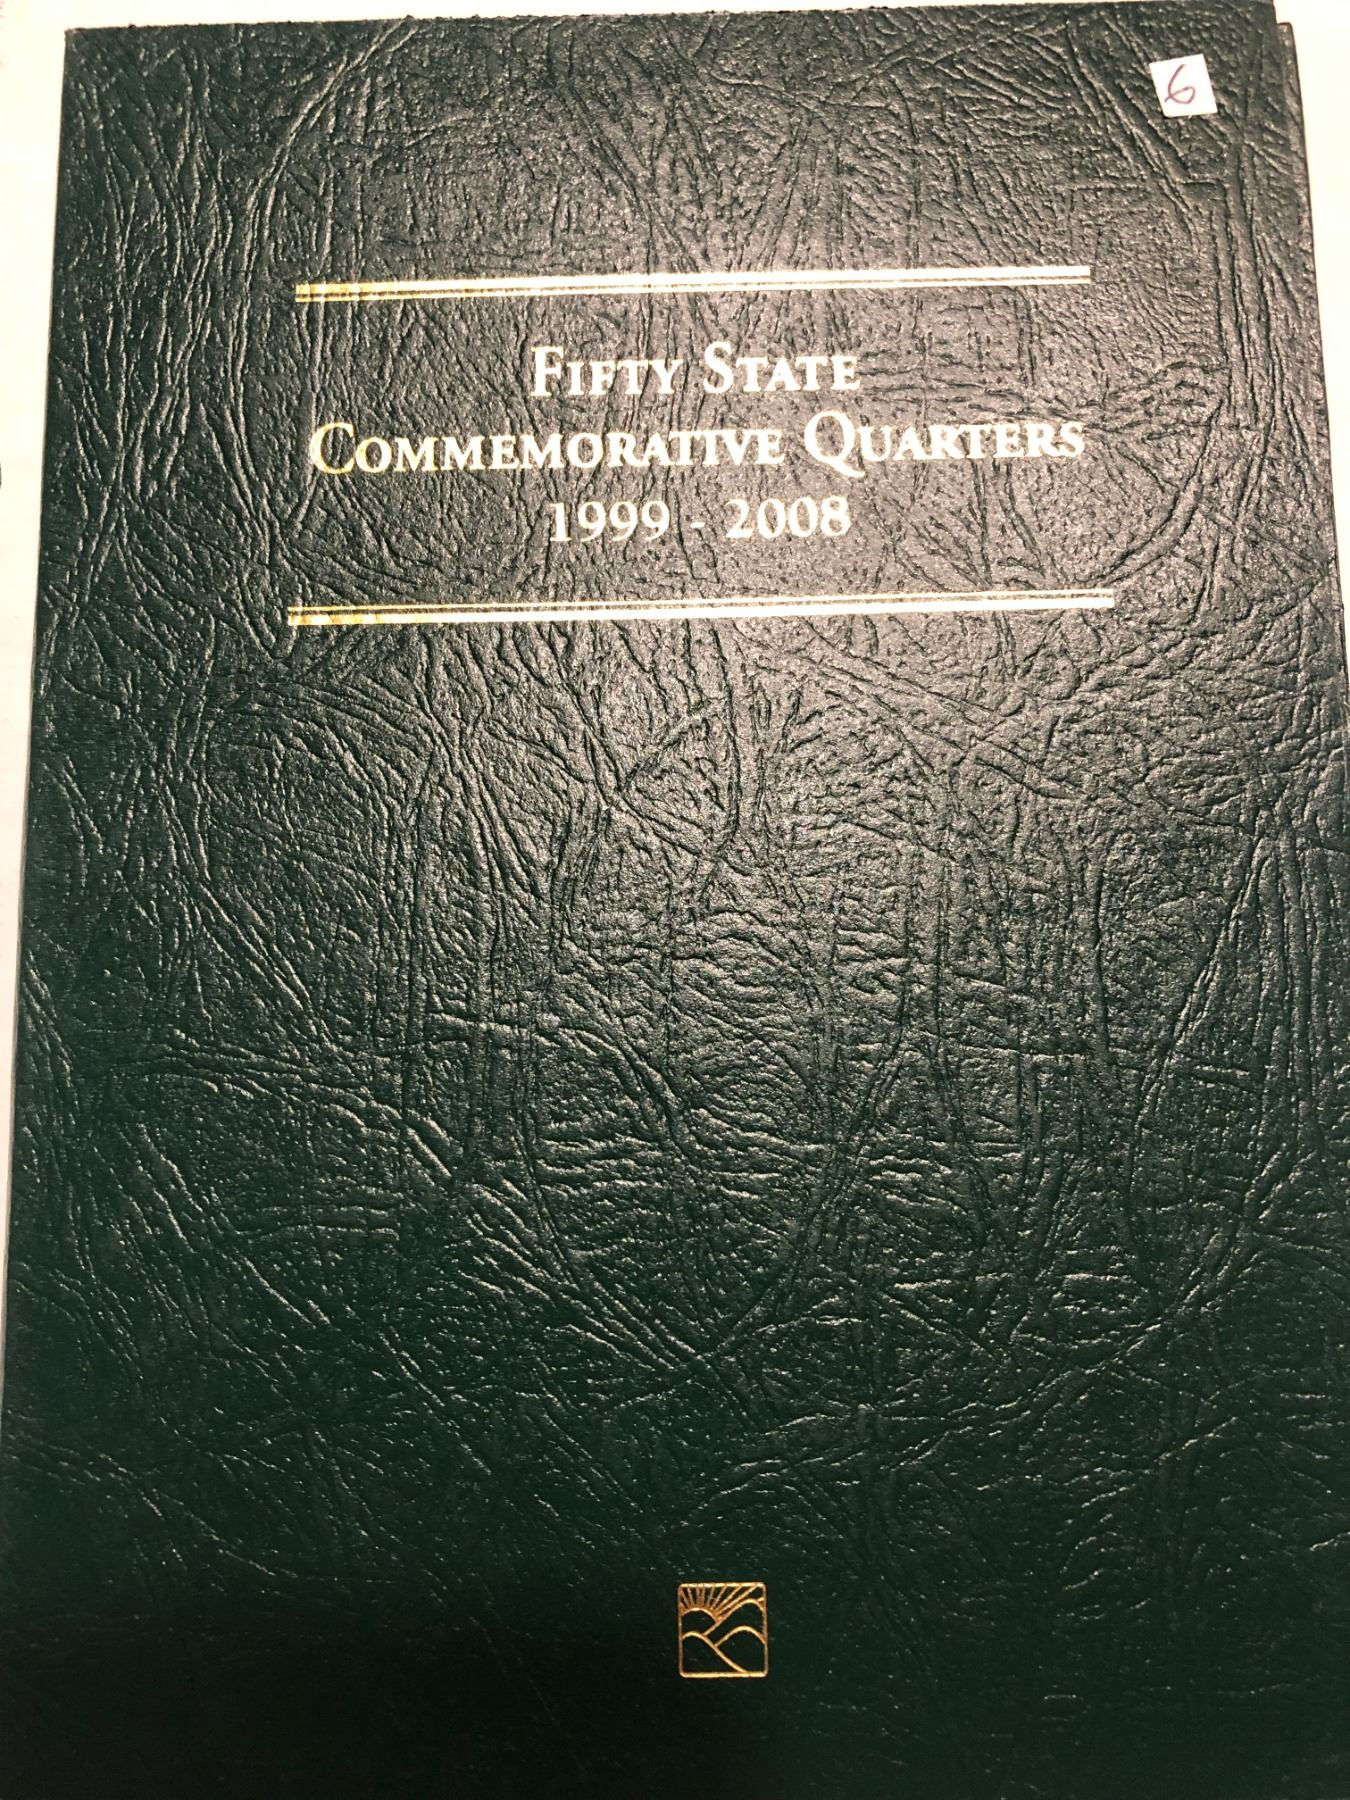 6
FIFTY STATE
COMMEMORATIVE QUARTERS
1999 - 2008